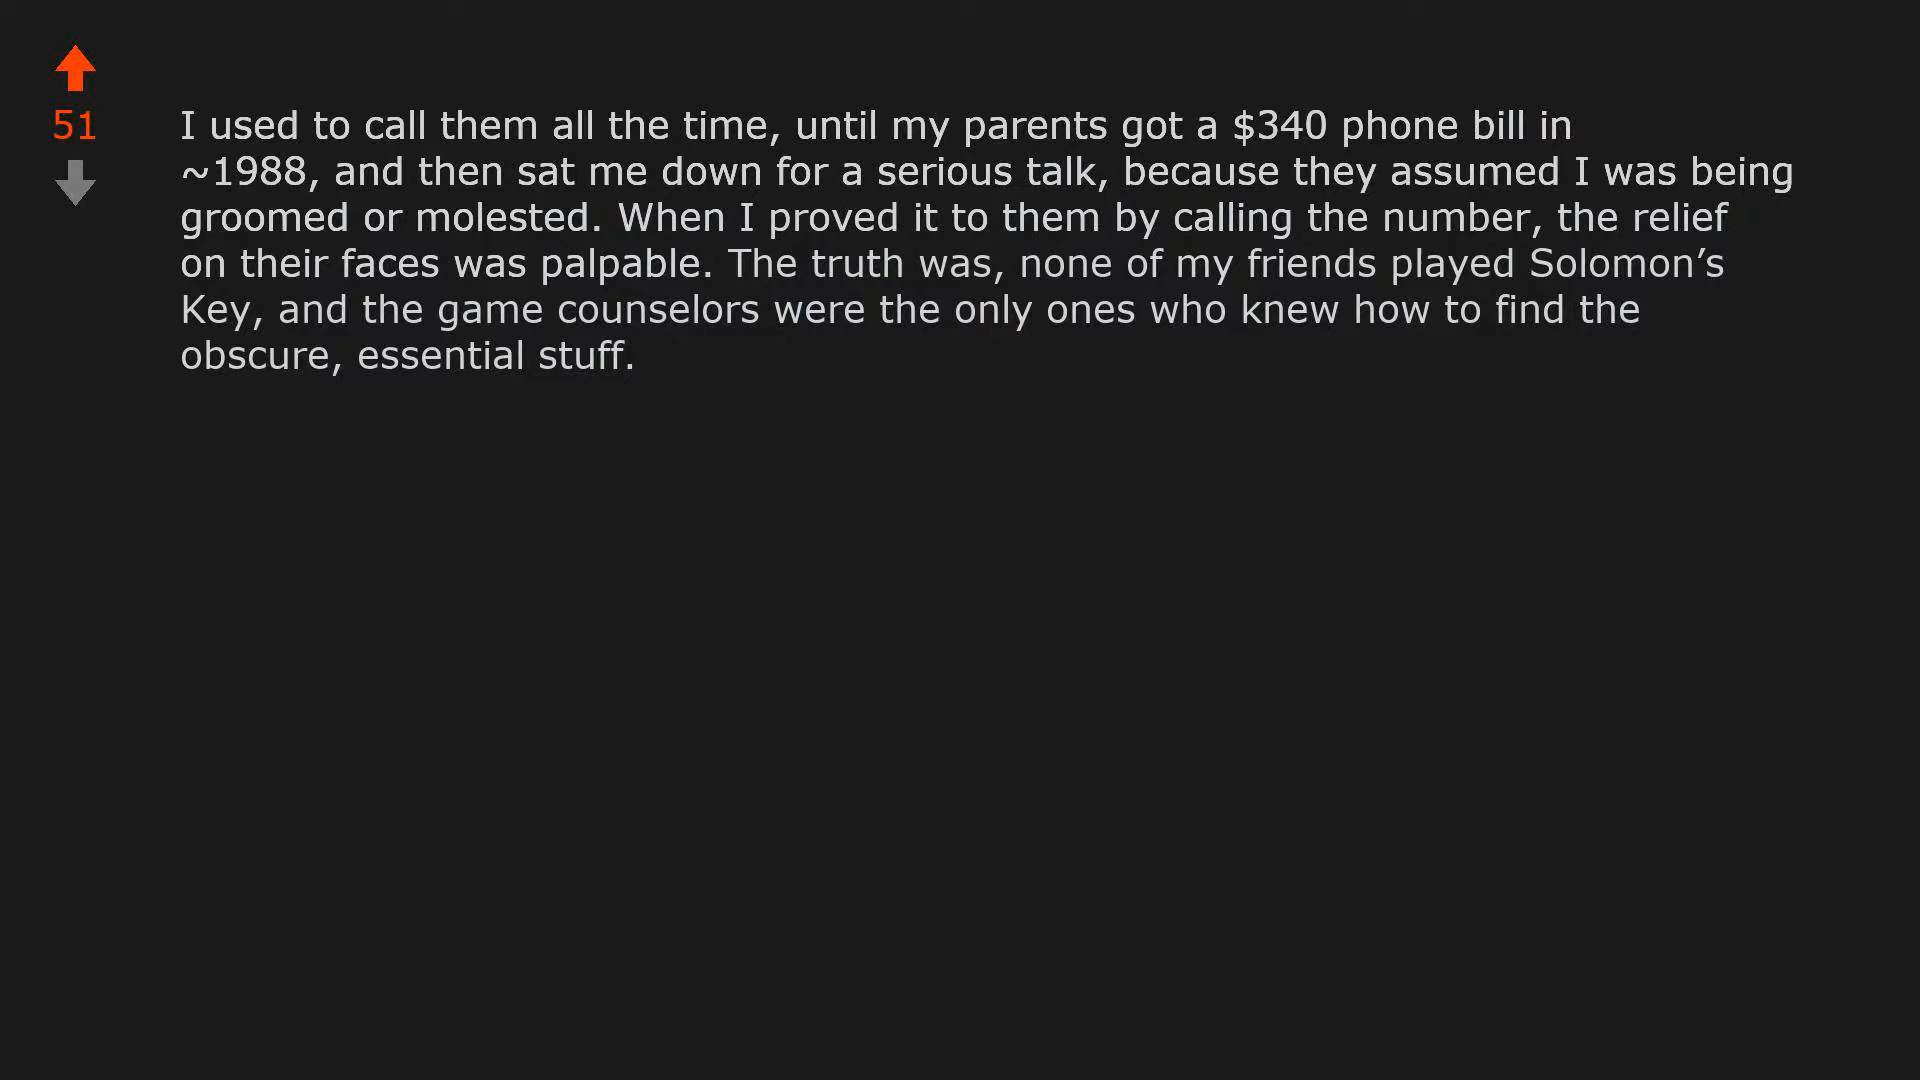 51
I used to call them all the time, until my parents got a $340 phone bill in
~1988, and then sat me down for a serious talk, because they assumed I was being
groomed or molested. When I proved it to them by calling the number, the relief
on their faces was palpable. The truth was, none of my friends played Solomon’s
Key, and the game counselors were the only ones who knew how to find the
obscure, essential stuff.